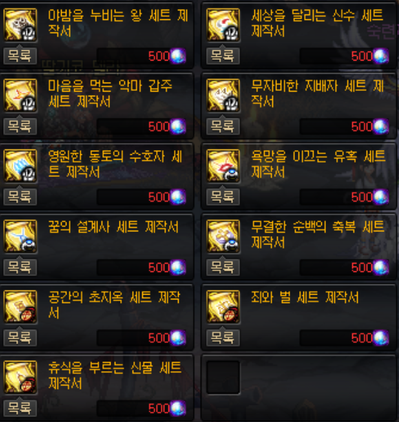 야밤을 누비는 왕 세트 제
작서
목록
500
세상을 달리는 신수 세트
제작서
목록
500
마음을 먹는 악마 갑주
세트 제작서
목록
500
무자비한 지배자 세트 제
작서
목록
500
영원한 동토의 수호자 세
트 제작서
목록
500
욕망을 이끄는 유혹 세트
제작서
목록
500
꿈의 설계사 세트 제작서
목록
500
무결한 순백의 축복 세트
제작서
목록
500
공간의 초지옥 세트 제작
서
목록
500
죄와 벌 세트 제작서
목록
500
휴식을 부르는 신물 세트
제작서
목록
500